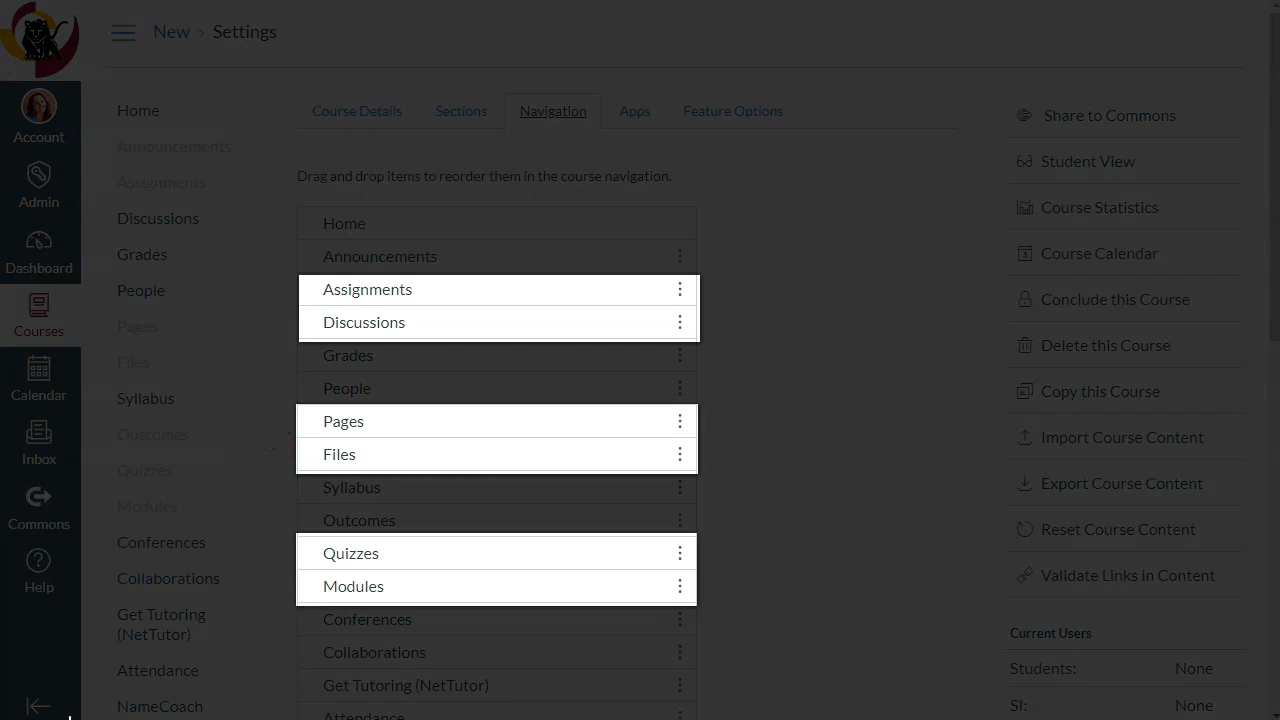 New > Settings
Account
Admin
Dashboard
Courses
Calendar
Inbox
Commons
Help
Home
Announcements
Assignments
Discussions
Grades
People
Pages
Files
Syllabus
Outcomes
Quizzes
Modules
Conferences
Collaborations
Get Tutoring
(NetTutor)
Attendance
NameCoach
Course Details Sections Navigation Apps Feature Options
Drag and drop items to reorder them in the course navigation.
Home
Announcements
Assignments
Discussions
Grades
People
Pages
Files
Syllabus
Outcomes
Quizzes
Modules
Conferences
Collaborations
Get Tutoring (NetTutor)
Attendance
Share to Commons
Student View
Course Statistics
Course Calendar
Conclude this Course
Delete this Course
Copy this Course
Import Course Content
Export Course Content
Reset Course Content
Validate Links in Content
Current Users
Students: None
SI: None